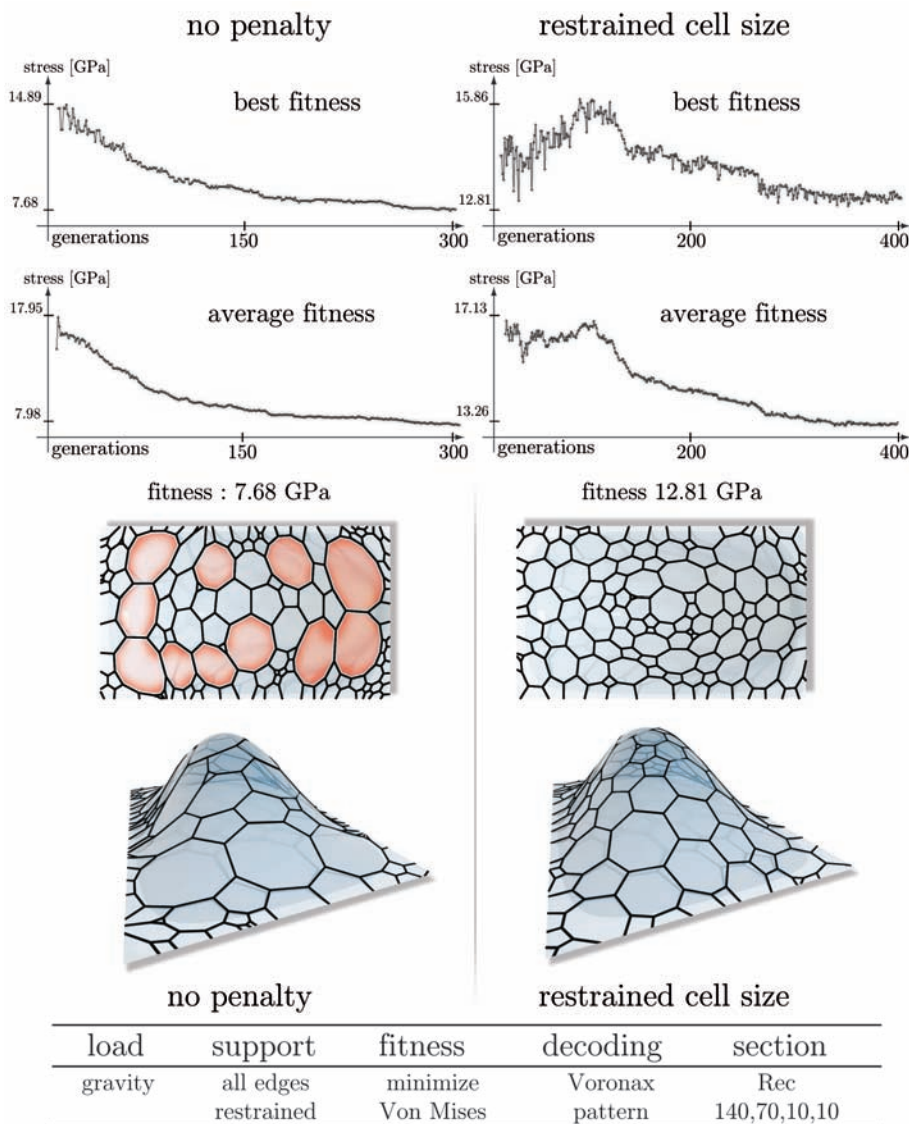 no penalty
restrained cell size
stress [GPa]
14.89
best fitness
7.68
generations
150
300
stress [GPa]
15.86
best fitness
12.81
generations
200
400
stress [GPa]
17.95
average fitness
7.98
generations
150
300
stress [GPa]
17.13
average fitness
13.26
generations
200
400
fitness : 7.68 GPa
fitness 12.81 GPa
no penalty
restrained cell size
load support fitness decoding section
gravity all edges minimize Voronax Rec
restrained Von Mises pattern 140,70,10,10